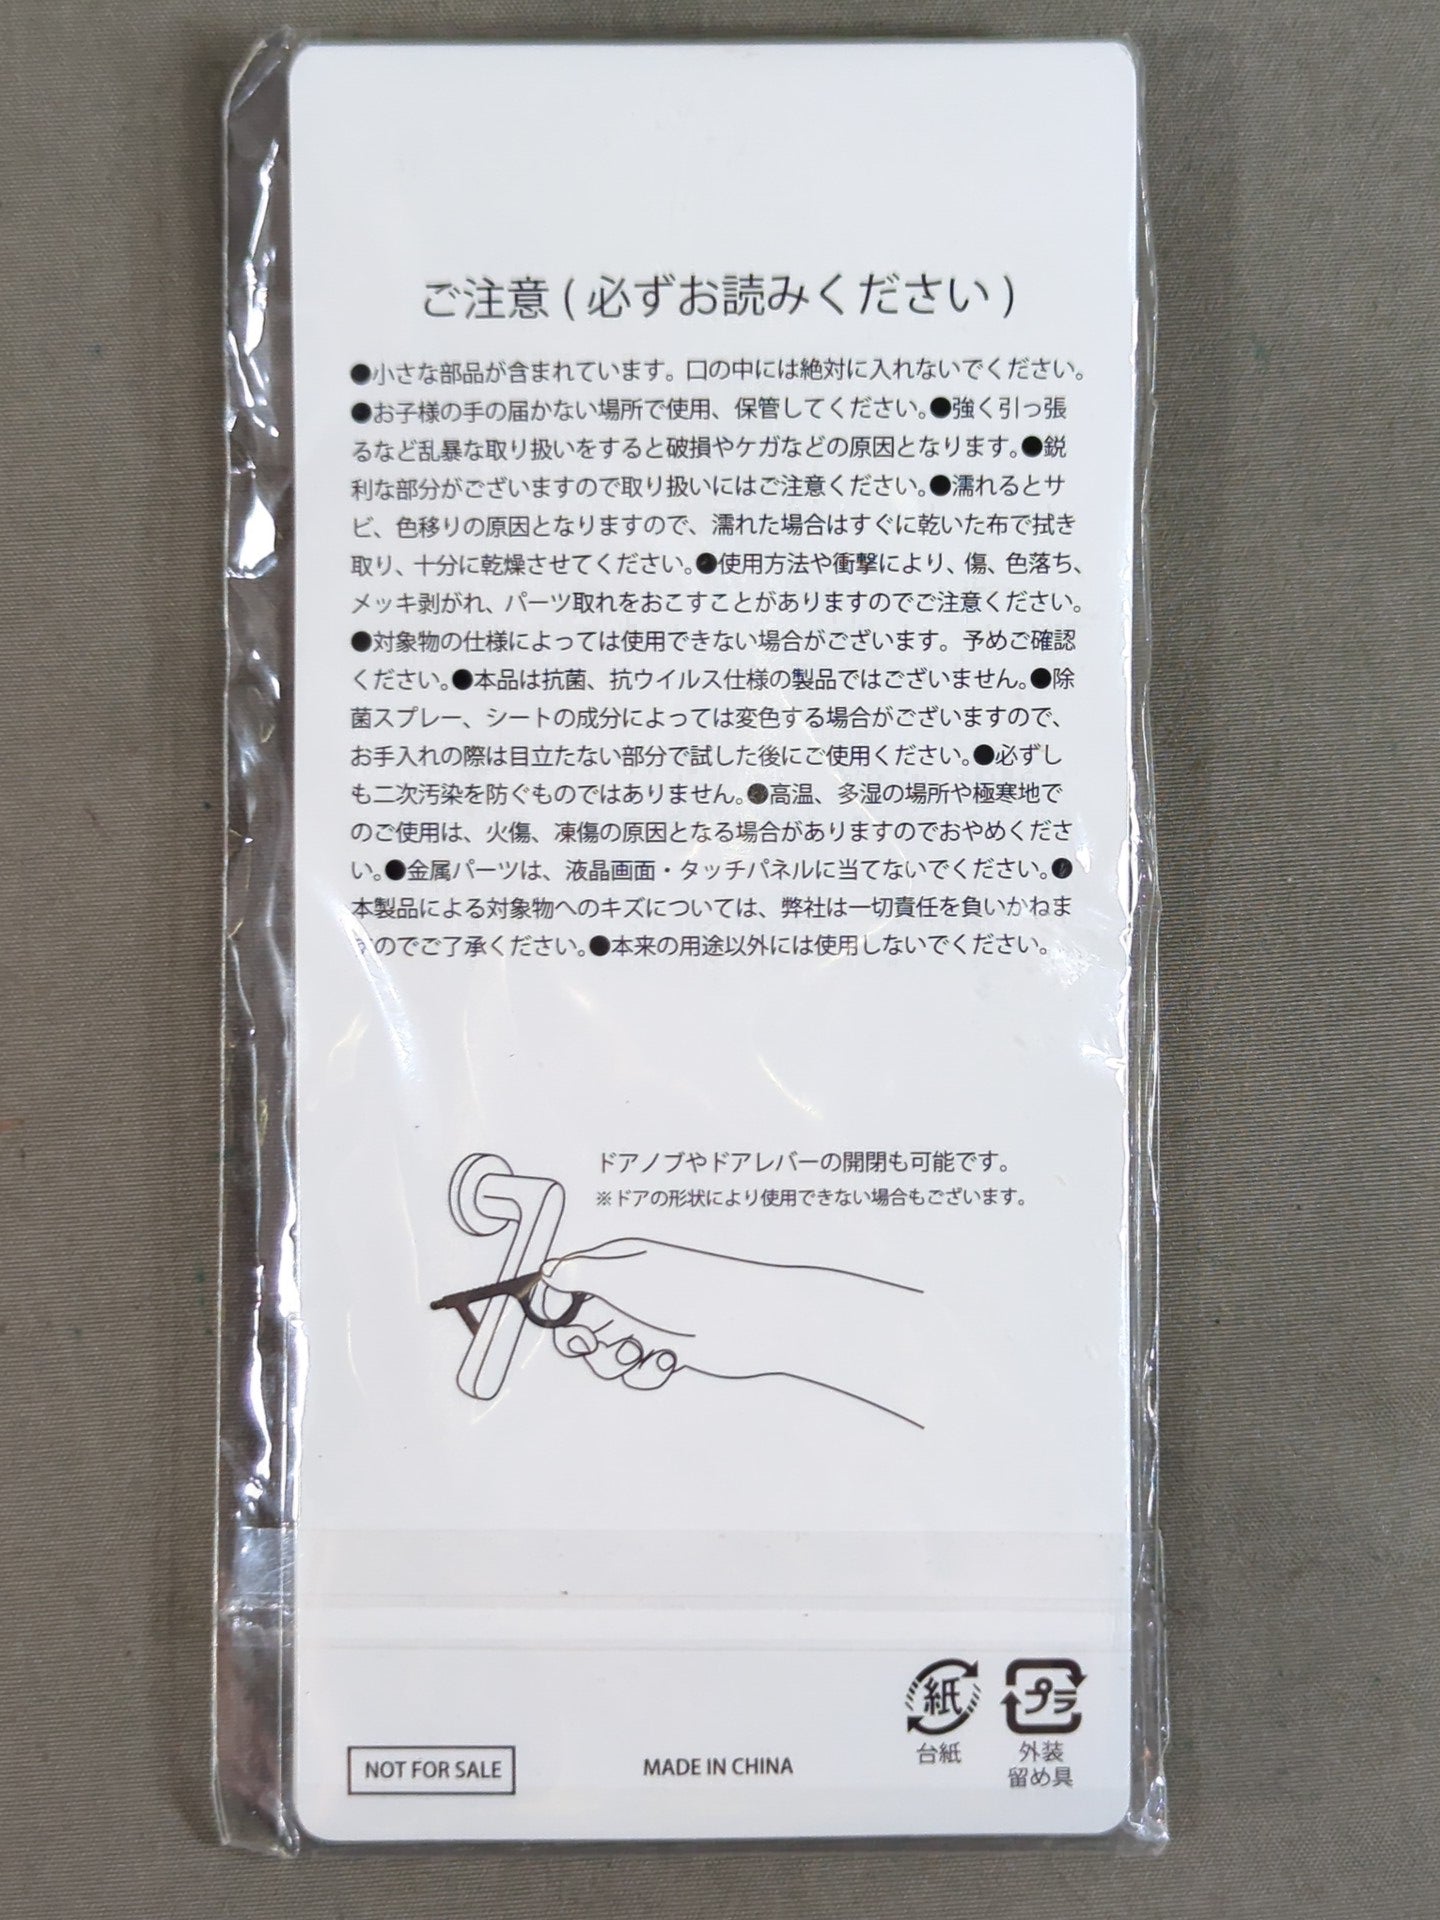 ご注意 ( 必ずお読みください )
●小さな部品が含まれています。口の中には絶対に入れないでください。
●お子様の手の届かない場所で使用、保管してください。●強く引っ張
るなど乱暴な取り扱いをすると破損やケガなどの原因となります。●鋭
利な部分がございますので取り扱いにはご注意ください。●濡れるとサ
ビ、色移りの原因となりますので、濡れた場合はすぐに乾いた布で拭き
取り、十分に乾燥させてください。●使用方法や衝撃により、傷、色落ち、
メッキ剥がれ、パーツ取れをおこすことがありますのでご注意ください。
●対象物の仕様によっては使用できない場合がございます。予めご確認
ください。●本品は抗菌、抗ウイルス仕様の製品ではございません。●除
菌スプレー、シートの成分によっては変色する場合がございますので、
お手入れの際は目立たない部分で試した後にご使用ください。●必ずし
も二次汚染を防ぐものではありません。●高温、多湿の場所や極寒地で
のご使用は、火傷、凍傷の原因となる場合がありますのでおやめくださ
い。●金属パーツは、液晶画面・タッチパネルに当てないでください。●
本製品による対象物へのキズについては、弊社は一切責任を負いかねま
すのでご了承ください。●本来の用途以外には使用しないでください。
ドアノブやドアレバーの開閉も可能です。
※ドアの形状により使用できない場合もございます。
紙
プラ
台紙
外装
留め具
NOT FOR SALE
MADE IN CHINA